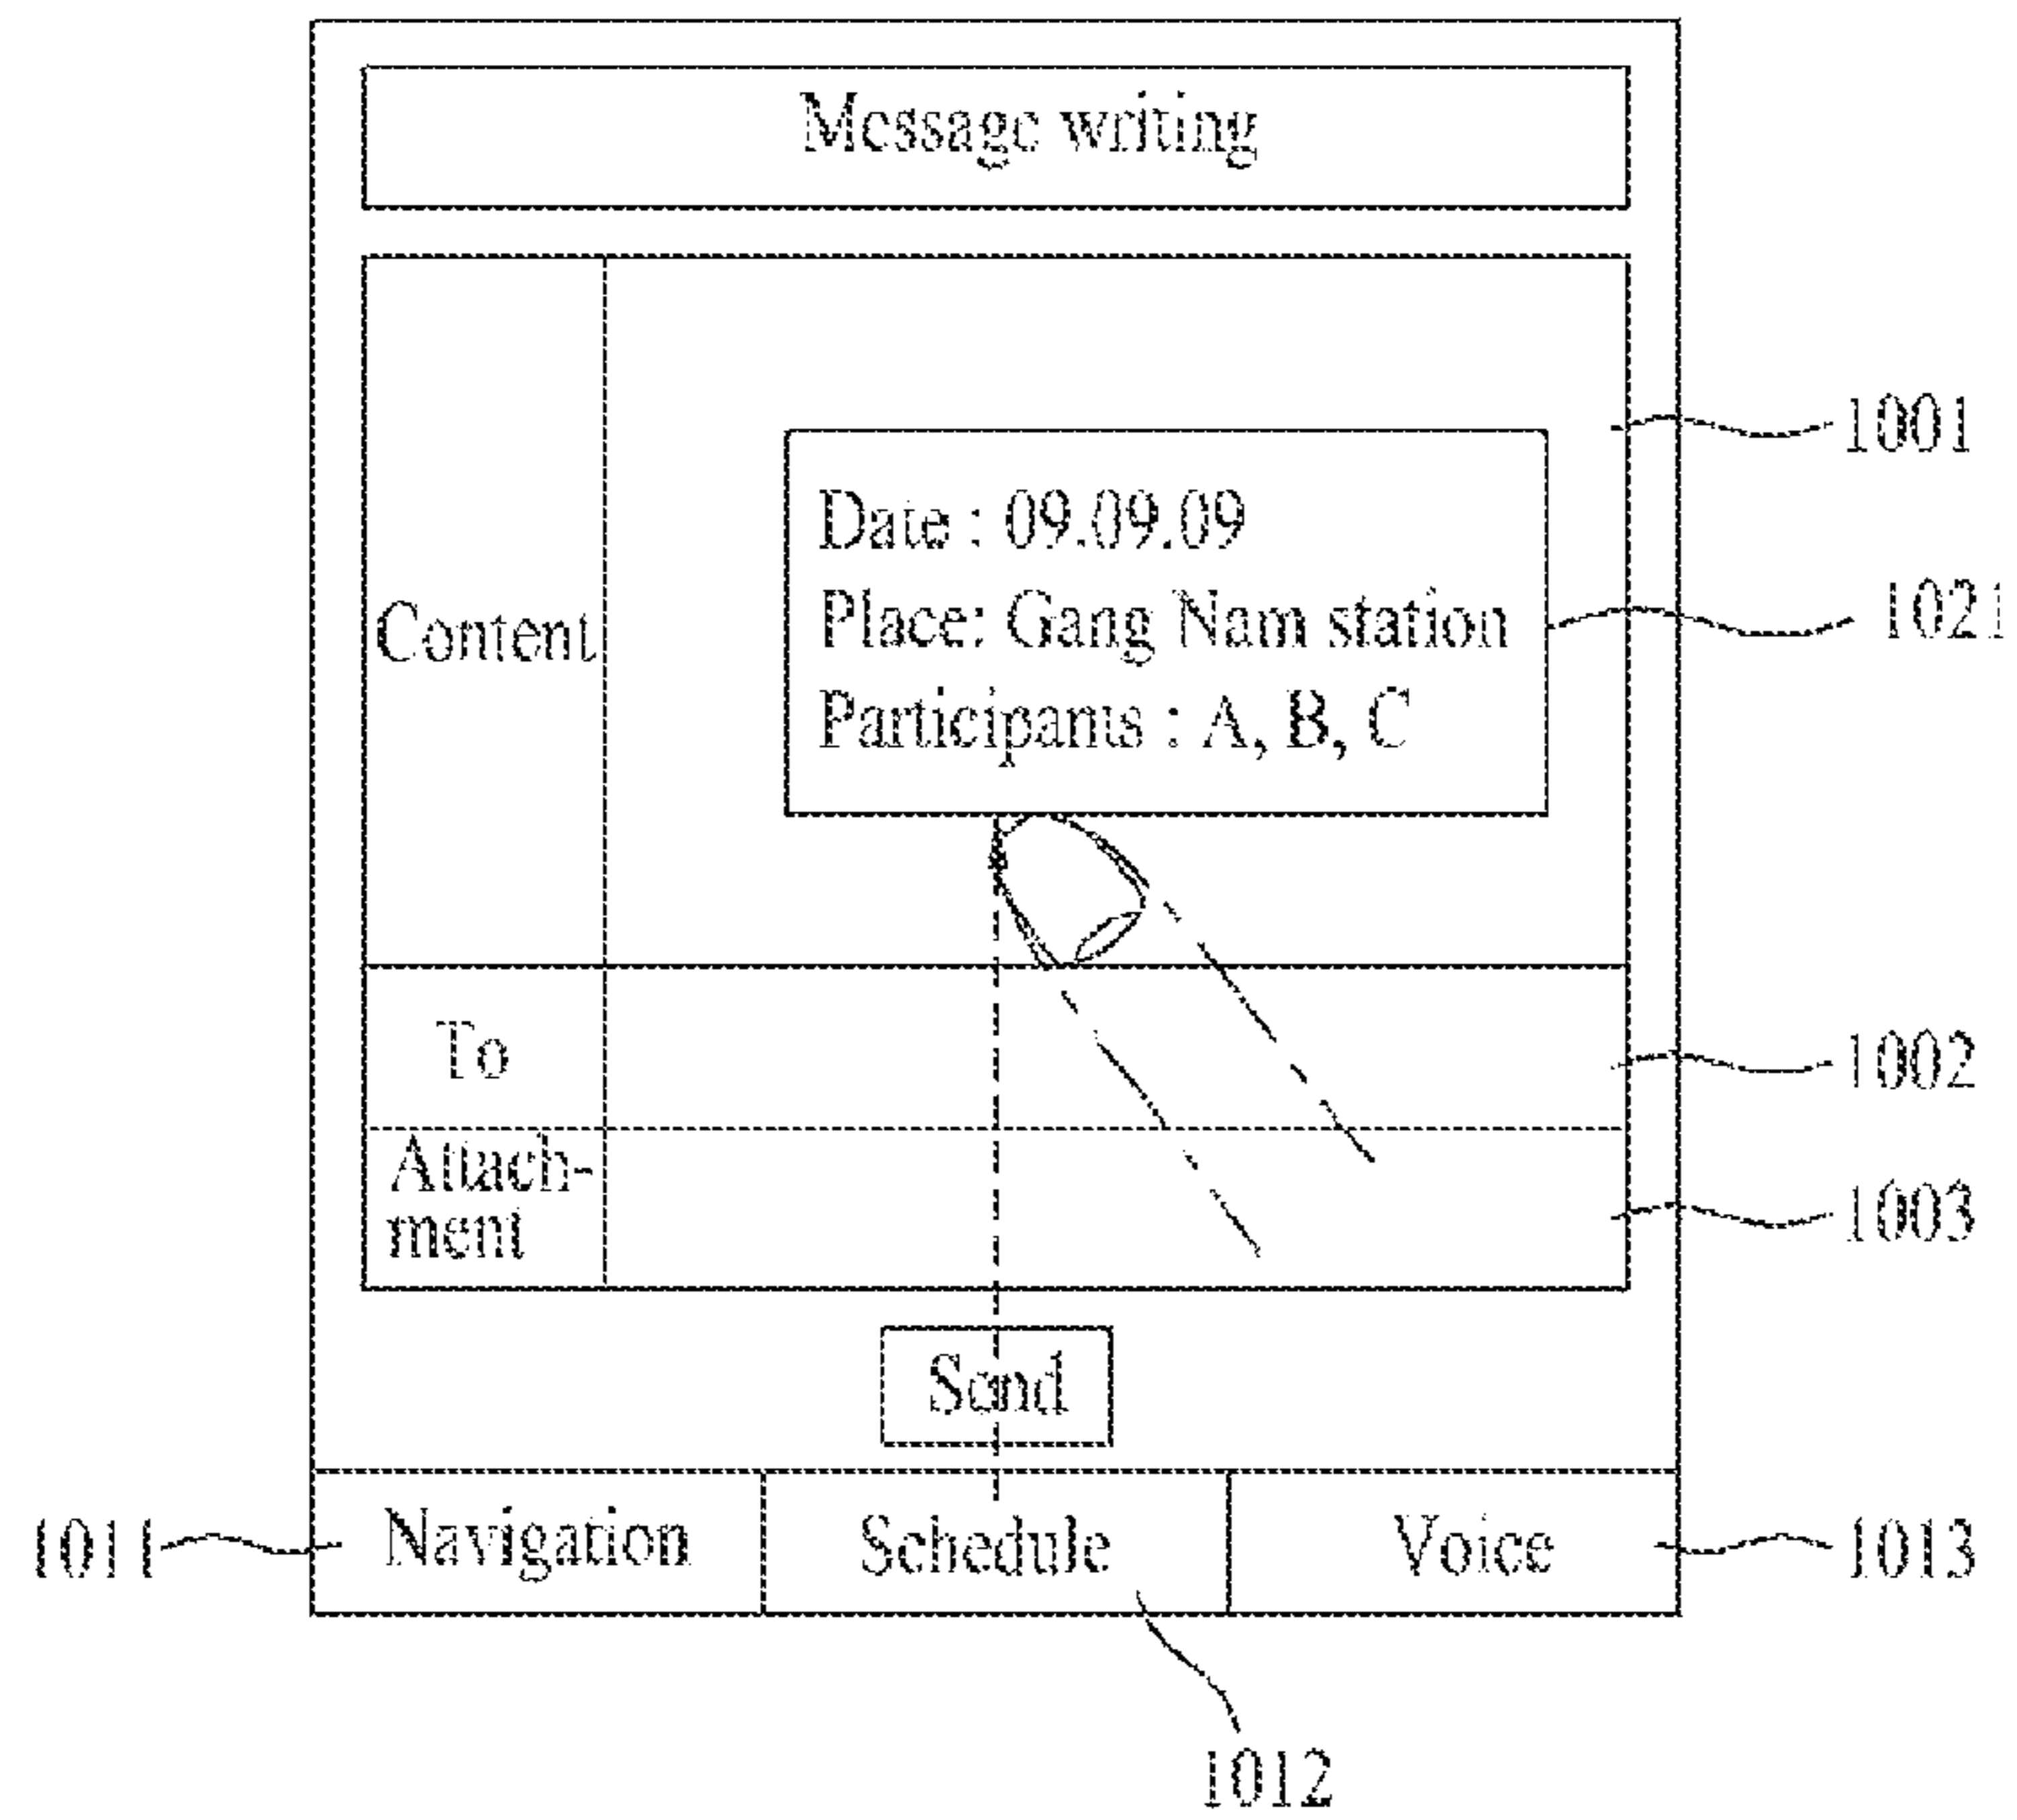 Message writing
1001
Date : 09.09.09
Place: Gang Nam station
Participants : A, B, C
1021
Content
To
1002
Attach-
ment
1003
Send
1011
Navigation
Schedule
Voice
1013
1012